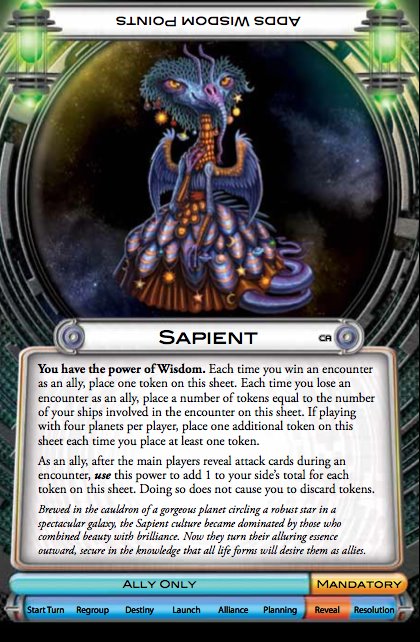 ADDS WISDOM POINTS
SAPIENT CA
You have the power of Wisdom. Each time you win an encounter
as an ally, place one token on this sheet. Each time you lose an
encounter as an ally, place a number of tokens equal to the number
of your ships involved in the encounter on this sheet. If playing
with four planets per player, place one additional token on this
sheet each time you place at least one token.
As an ally, after the main players reveal attack cards during an
encounter, use this power to add 1 to your side's total for each
token on this sheet. Doing so does not cause you to discard tokens.
Brewed in the cauldron of a gorgeous planet circling a robust star in a
spectacular galaxy, the Sapient culture became dominated by those who
combined beauty with brilliance. Now they turn their alluring essence
outward, secure in the knowledge that all life forms will desire them as allies.
ALLY ONLY MANDATORY
Start Turn Regroup Destiny Launch Alliance Planning Reveal Resolution